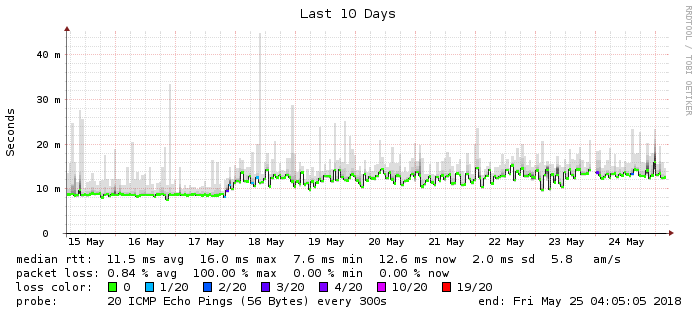 Last 10 Days
RRDTOOL / TOBI OETIKER
Seconds
40 m
30 m
20 m
10 m
0
15 May 16 May 17 May 18 May 19 May 20 May 21 May 22 May 23 May 24 May
median rtt: 11.5 ms avg 16.0 ms max 7.6 ms min 12.6 ms now 2.0 ms sd 5.8 am/s
packet loss: 0.84 % avg 100.00 % max 0.00 % min 0.00 % now
loss color: 0 1/20 2/20 3/20 4/20 10/20 19/20
probe: 20 ICMP Echo Pings (56 Bytes) every 300s end: Fri May 25 04:05:05 2018